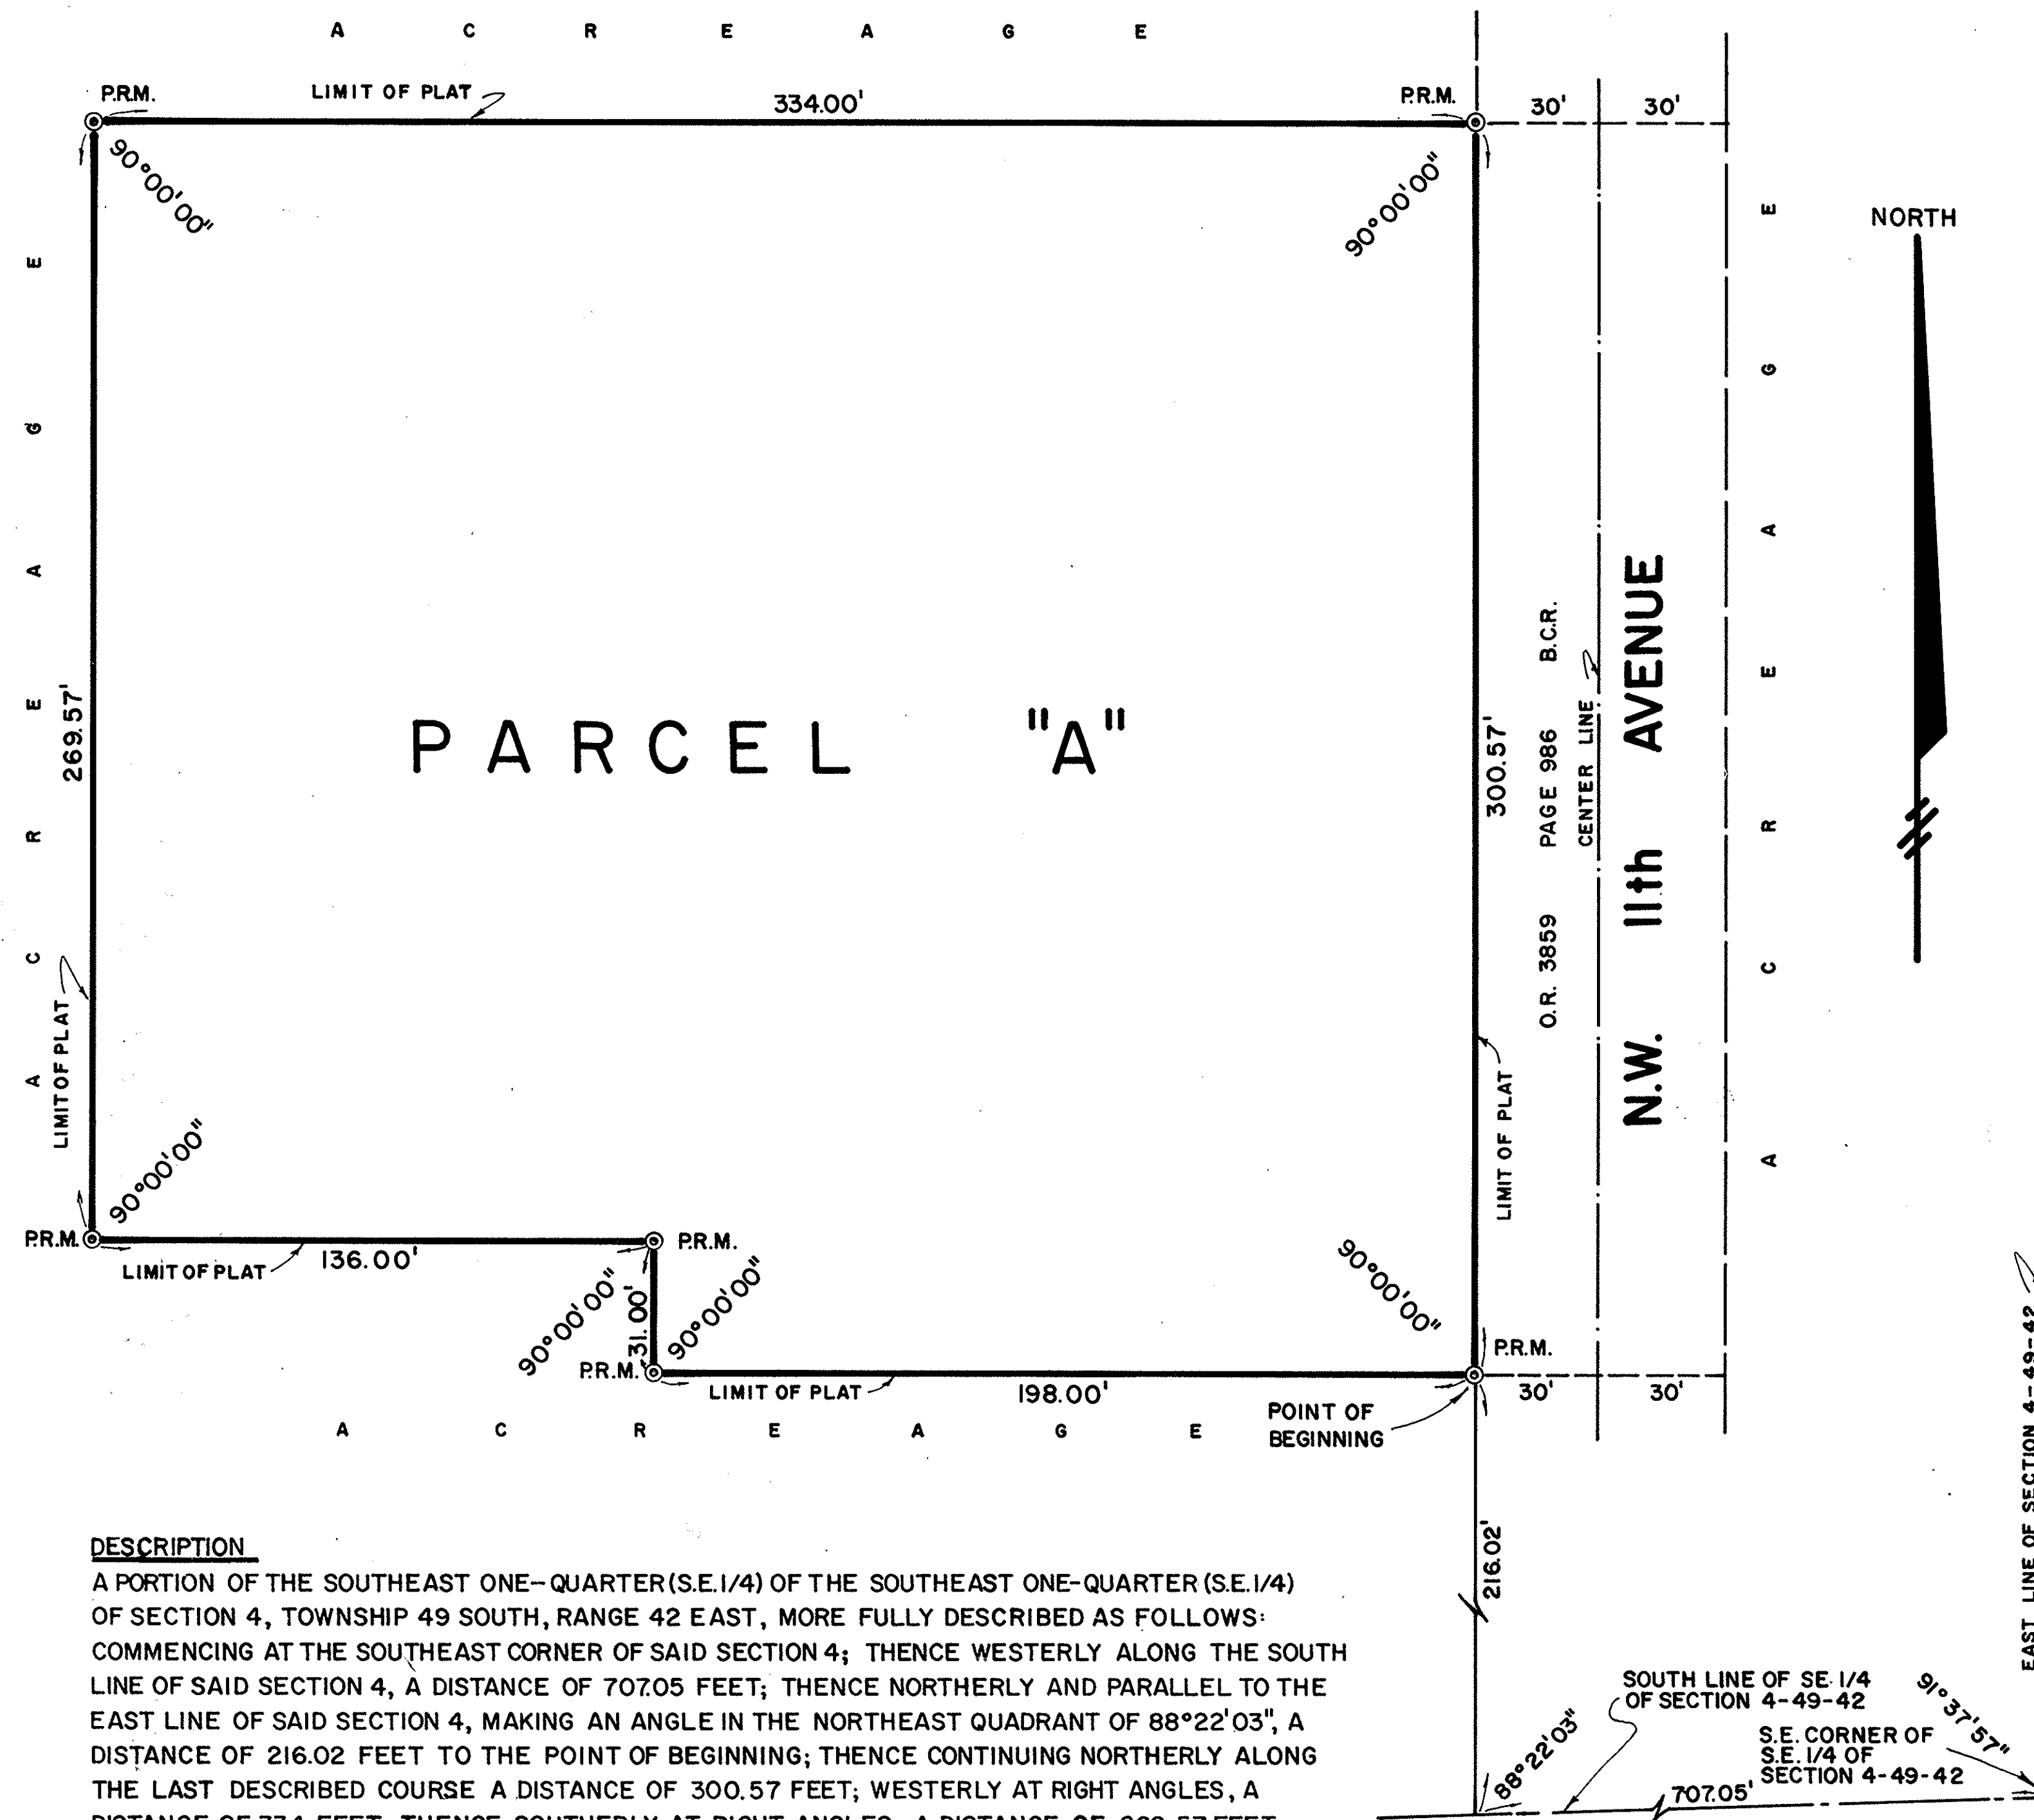 A C R E A G E
P.R.M.
LIMIT OF PLAT
334.00'
P.R.M.
30'
30'
90°00'00"
90°00'00"
NORTH
A C R E A G E
269.57'
LIMIT OF PLAT
PARCEL "A"
300.57'
LIMIT OF PLAT
O.R. 3859 PAGE 986 B.C.R.
CENTER LINE
N.W. 11th AVENUE
A C R E A G E
90°00'00"
P.R.M.
136.00'
LIMIT OF PLAT
P.R.M.
90°00'00"
31.00'
90°00'00"
P.R.M.
LIMIT OF PLAT
198.00'
90°00'00"
P.R.M.
30'
30'
POINT OF
BEGINNING
A C R E A G E
216.02'
EAST LINE OF SECTION 4-49-42
DESCRIPTION
A PORTION OF THE SOUTHEAST ONE-QUARTER (S.E.1/4) OF THE SOUTHEAST ONE-QUARTER (S.E.1/4)
OF SECTION 4, TOWNSHIP 49 SOUTH, RANGE 42 EAST, MORE FULLY DESCRIBED AS FOLLOWS:
COMMENCING AT THE SOUTHEAST CORNER OF SAID SECTION 4; THENCE WESTERLY ALONG THE SOUTH
LINE OF SAID SECTION 4, A DISTANCE OF 707.05 FEET; THENCE NORTHERLY AND PARALLEL TO THE
EAST LINE OF SAID SECTION 4, MAKING AN ANGLE IN THE NORTHEAST QUADRANT OF 88°22'03", A
DISTANCE OF 216.02 FEET TO THE POINT OF BEGINNING; THENCE CONTINUING NORTHERLY ALONG
THE LAST DESCRIBED COURSE A DISTANCE OF 300.57 FEET; WESTERLY AT RIGHT ANGLES, A
SOUTH LINE OF SE. 1/4
OF SECTION 4-49-42
91°37'57"
88°22'03"
S.E. CORNER OF
S.E. 1/4 OF
SECTION 4-49-42
707.05'